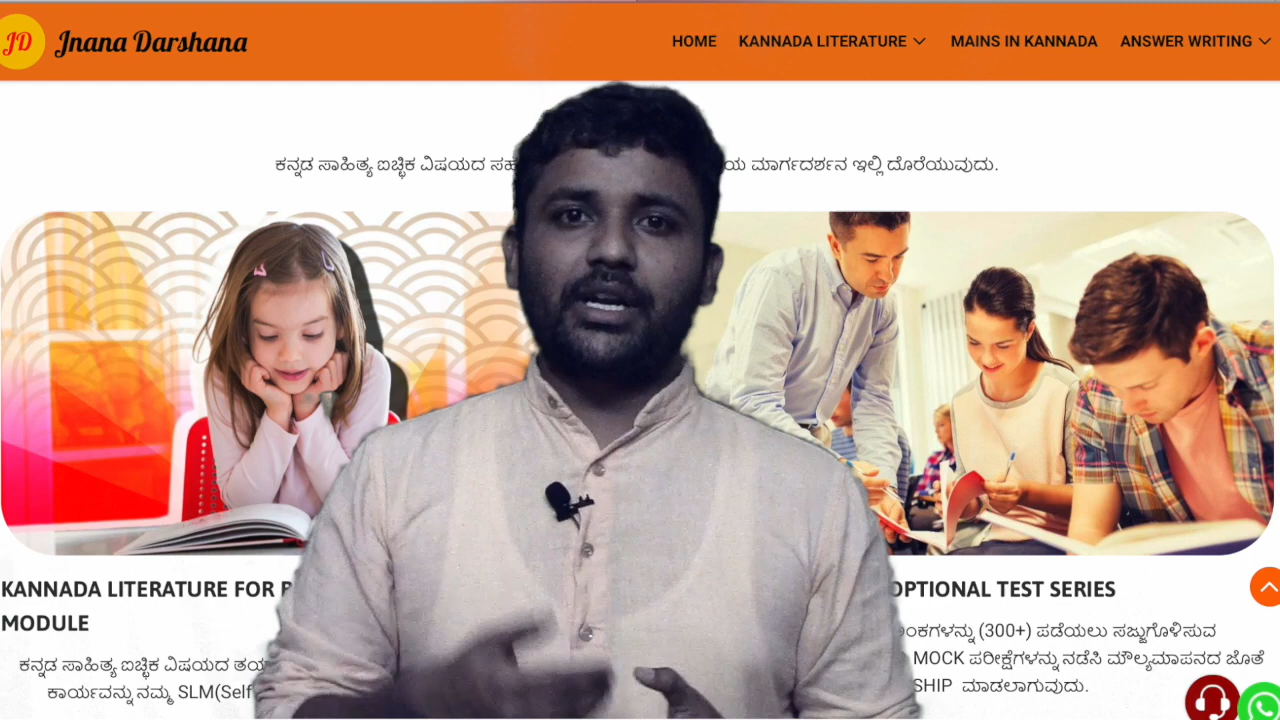 JD Jnana Darshana HOME KANNADA LITERATURE MAINS IN KANNADA ANSWER WRITING
ಕನ್ನಡ ಸಾಹಿತ್ಯ ಐಚ್ಛಿಕ ವಿಷಯದ ಮಾರ್ಗದರ್ಶನ ಇಲ್ಲಿ ದೊರೆಯುವುದು.
KANNADA LITERATURE FOR
MODULE
ಕನ್ನಡ ಸಾಹಿತ್ಯ ಐಚ್ಛಿಕ ವಿಷಯದ
ಕಾರ್ಯವನ್ನು ನಮ್ಮ SLM(Self
OPTIONAL TEST SERIES
ಅಂಕಗಳನ್ನು (300+) ಪಡೆಯಲು ಸಜ್ಜುಗೊಳಿಸುವ
MOCK ಪರೀಕ್ಷೆಗಳನ್ನು ನಡೆಸಿ ಮೌಲ್ಯಮಾಪನದ ಜೊತೆ
SHIP ಮಾಡಲಾಗುವುದು.